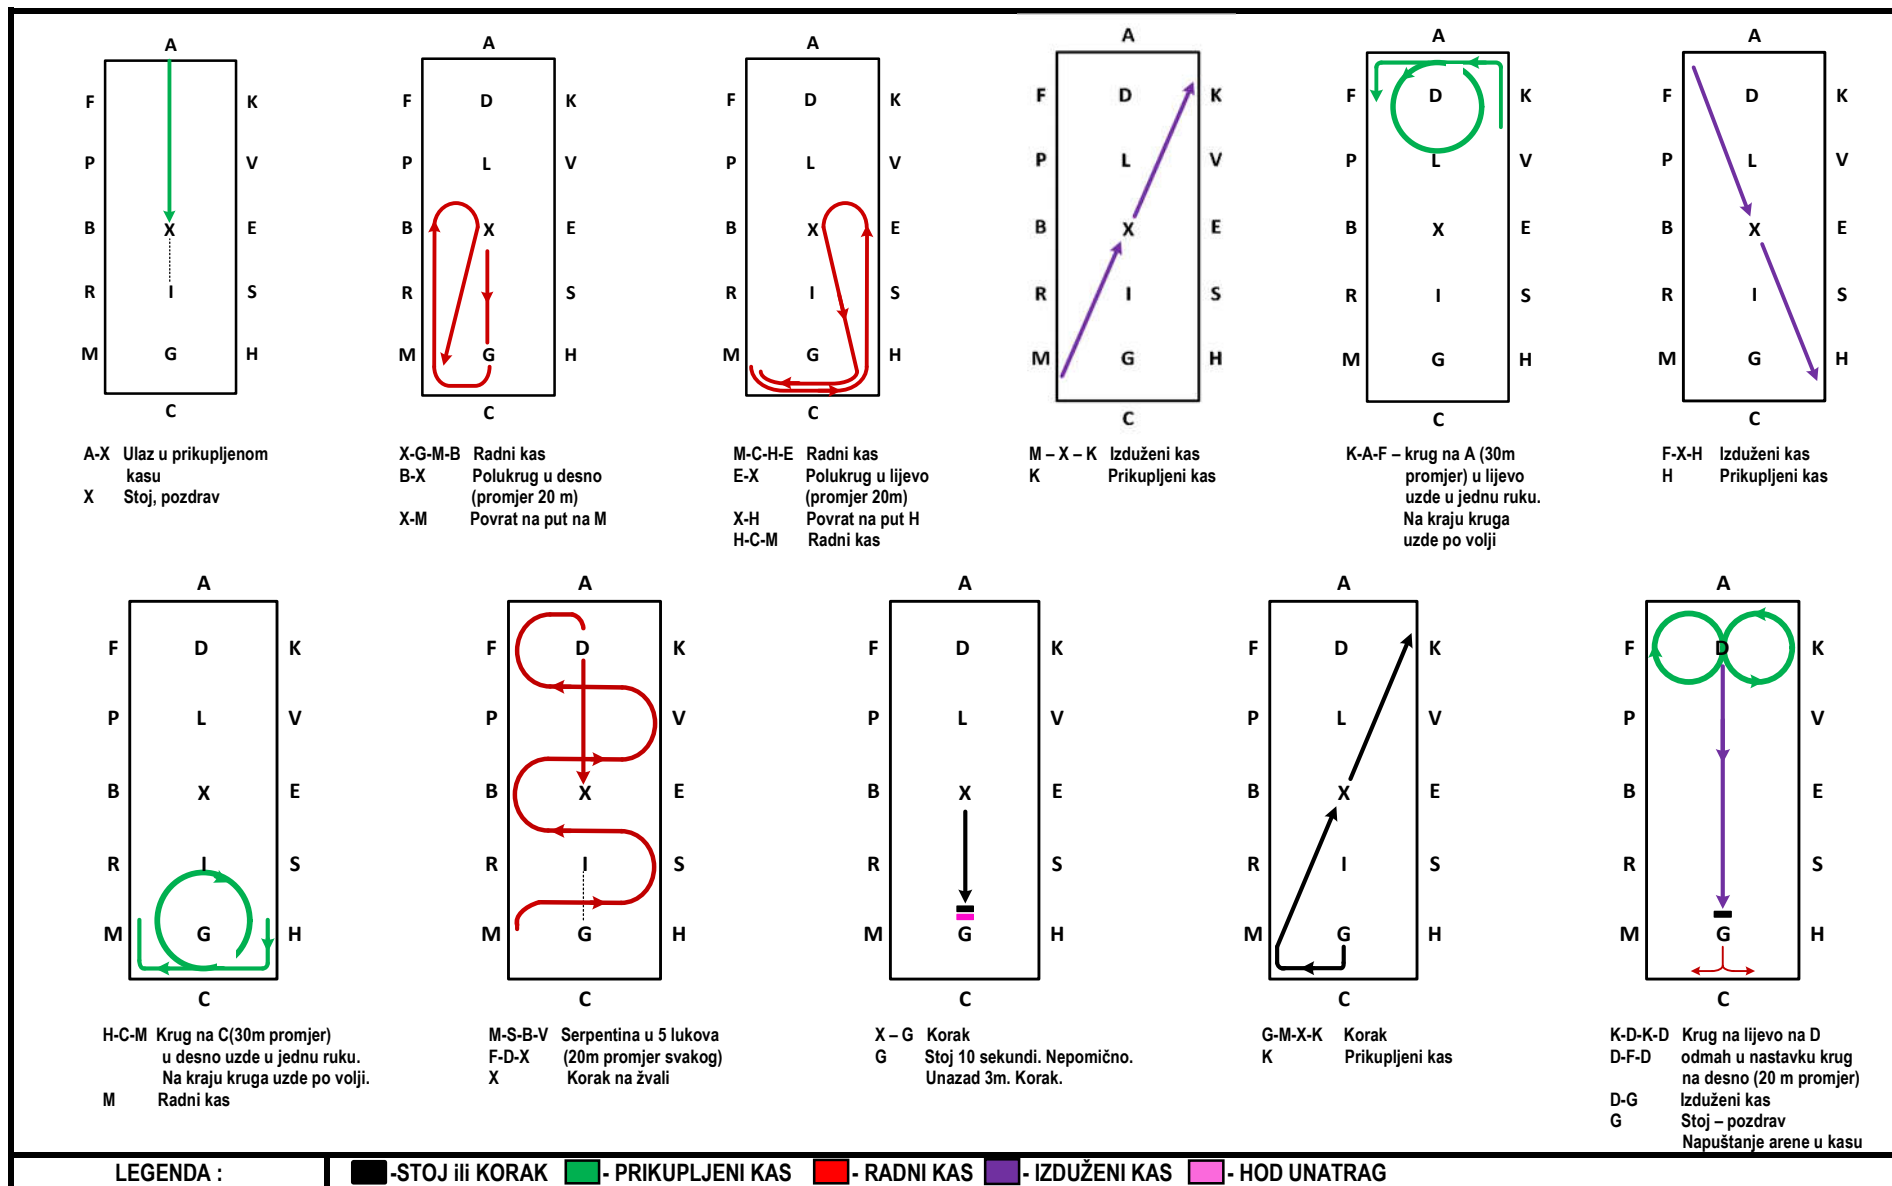 A
F K
P V
B X E
R I S
M G H
C
A-X Ulaz u prikupljenom
kasu
X Stoj, pozdrav
A
F D K
P L V
B X E
R S
M G H
C
X-G-M-B Radni kas
B-X Polukrug u desno
(promjer 20 m)
X-M Povrat na put na M
A
F D K
P L V
B X E
R I S
M G H
C
M-C-H-E Radni kas
E-X Polukrug u lijevo
(promjer 20m)
X-H Povrat na put H
H-C-M Radni kas
A
F D K
P L V
B X E
R I S
M G H
C
M – X – K Izduženi kas
K Prikupljeni kas
A
F D K
P L V
B X E
R I S
M G H
C
K-A-F – krug na A (30m
promjer) u lijevo
uzde u jednu ruku.
Na kraju kruga
uzde po volji
A
F D K
P L V
B X E
R I S
M G H
C
F-X-H Izduženi kas
H Prikupljeni kas
A
F D K
P L V
B X E
R I S
M G H
C
H-C-M Krug na C(30m promjer)
u desno uzde u jednu ruku.
Na kraju kruga uzde po volji.
M Radni kas
A
F D K
P V
B X E
R I S
M G H
C
M-S-B-V Serpentina u 5 lukova
F-D-X (20m promjer svakog)
X Korak na žvali
A
F D K
P L V
B X E
R S
M G H
C
X – G Korak
G Stoj 10 sekundi. Nepomično.
Unazad 3m. Korak.
A
F D K
P L V
B X E
R I S
M G H
C
G-M-X-K Korak
K Prikupljeni kas
A
F D K
P V
B E
R S
M G H
C
K-D-K-D Krug na lijevo na D
D-F-D odmah u nastavku krug
na desno (20 m promjer)
D-G Izduženi kas
G Stoj – pozdrav
Napuštanje arene u kasu
LEGENDA : -STOJ ili KORAK - PRIKUPLJENI KAS - RADNI KAS - IZDUŽENI KAS - HOD UNATRAG